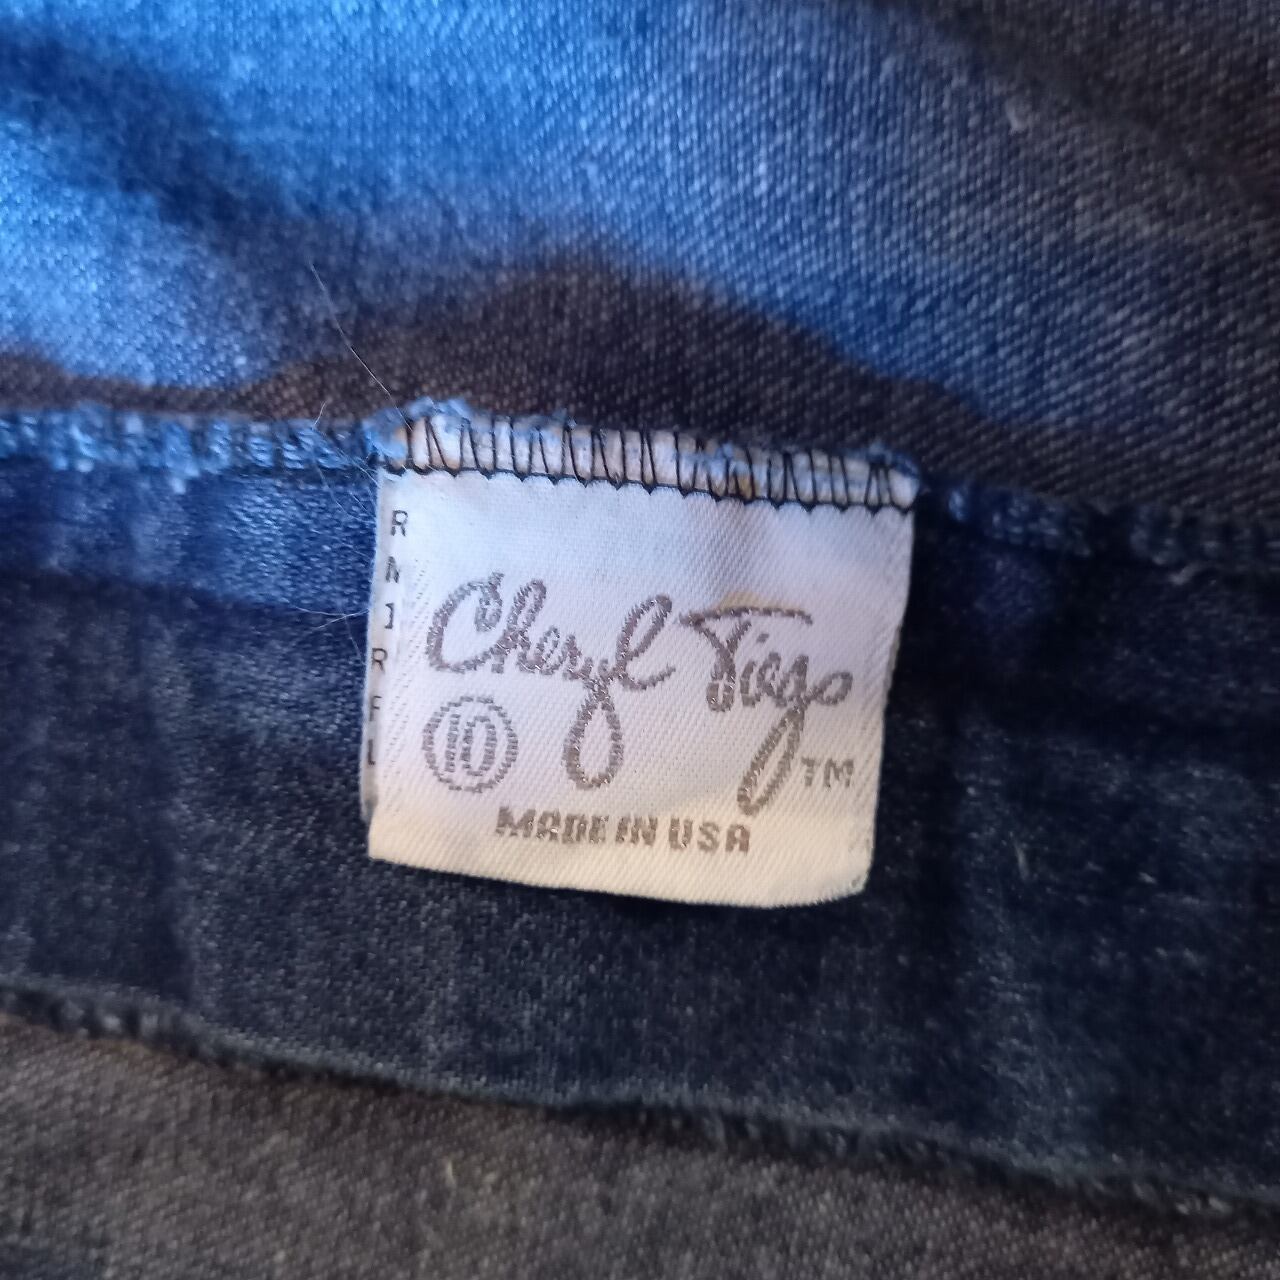 Cheryl Tiegs
10
TM
MADE IN USA